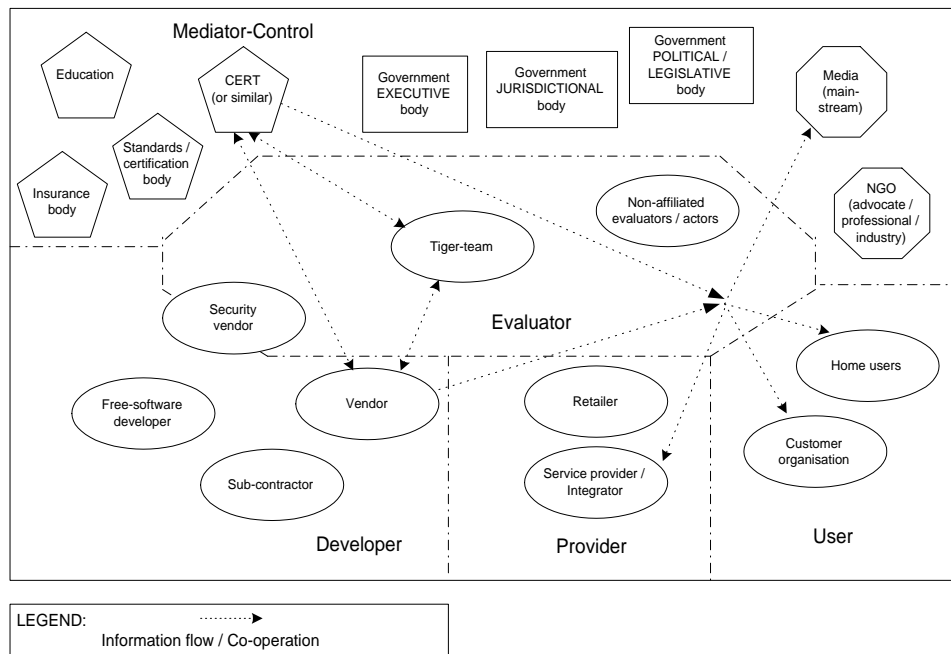 Mediator-Control
Education
CERT
(or similar)
Government
EXECUTIVE
body
Government
JURISDICTIONAL
body
Government
POLITICAL /
LEGISLATIVE
body
Media
(main-
stream)
Standards /
certification
body
Insurance
body
NGO
(advocate /
professional /
industry)
Non-affiliated
evaluators / actors
Tiger-team
Evaluator
Security
vendor
Vendor
Free-software
developer
Sub-contractor
Developer
Retailer
Service provider /
Integrator
Provider
Home users
Customer
organisation
User
LEGEND:
Information flow / Co-operation